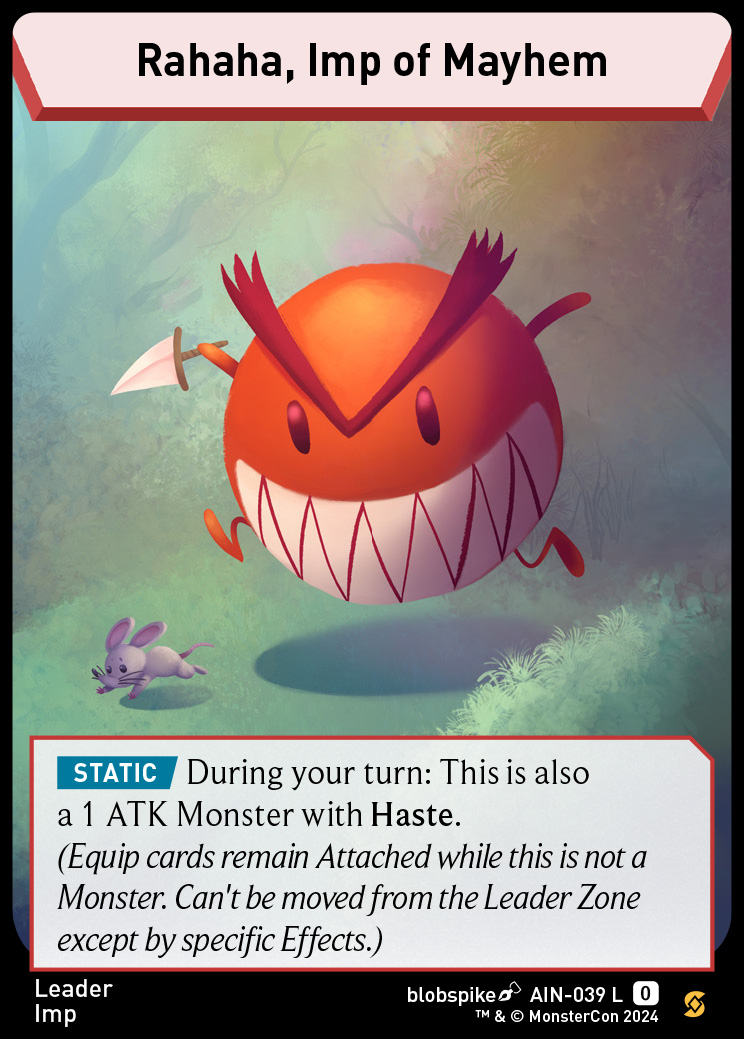 Rahaha, Imp of Mayhem
STATIC During your turn: This is also
a 1 ATK Monster with Haste.
(Equip cards remain Attached while this is not a
Monster. Can't be moved from the Leader Zone
except by specific Effects.)
Leader
Imp
blobspike AIN-039 L 0
™ & © MonsterCon 2024